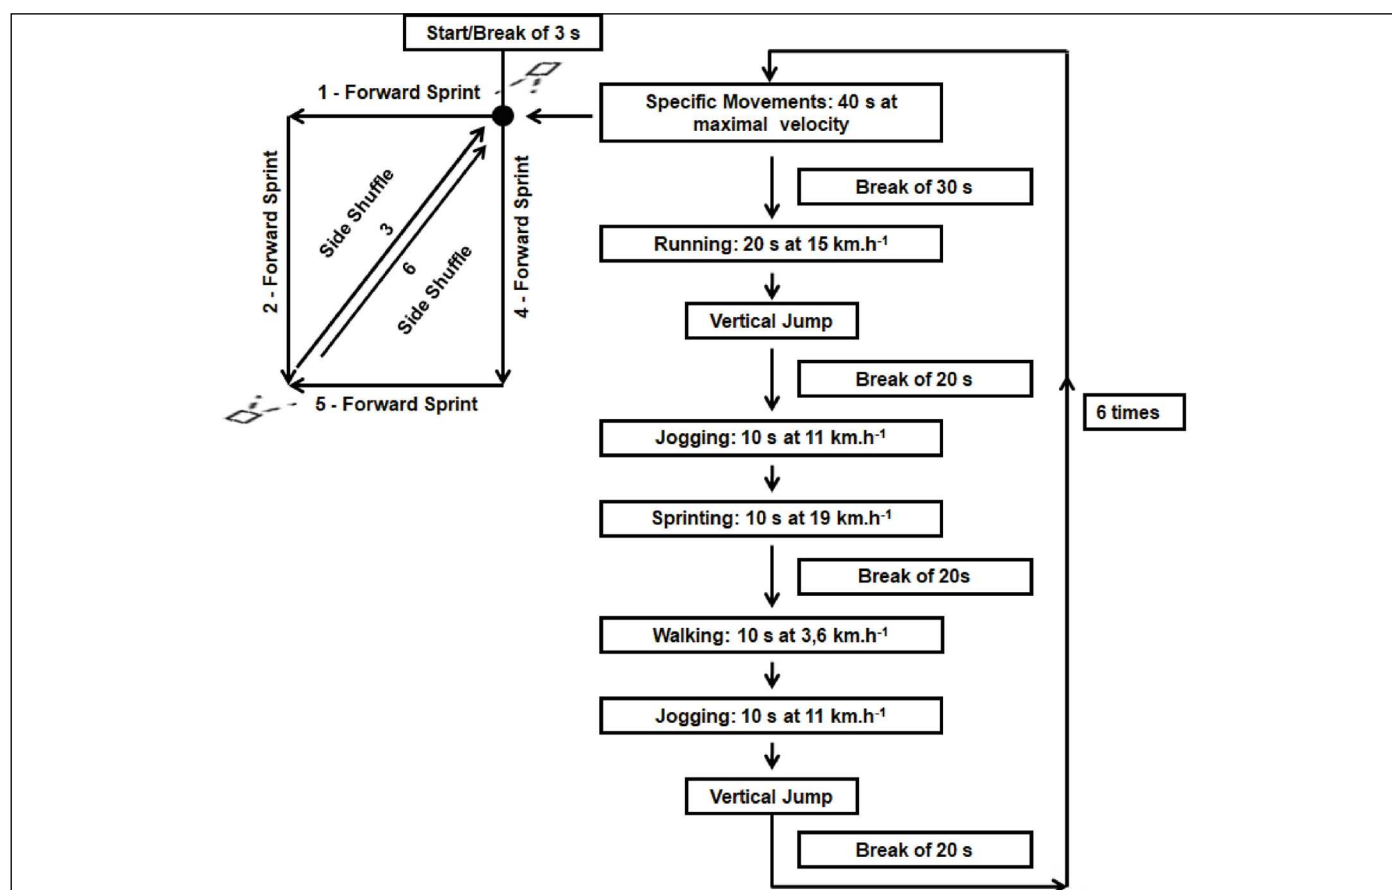 Start/Break of 3 s
1 - Forward Sprint
2 - Forward Sprint
Side Shuffle
3
6
Side Shuffle
4 - Forward Sprint
5 - Forward Sprint
Specific Movements: 40 s at
maximal velocity
Break of 30 s
Running: 20 s at 15 km.h⁻¹
Vertical Jump
Break of 20 s
Jogging: 10 s at 11 km.h⁻¹
Sprinting: 10 s at 19 km.h⁻¹
Break of 20s
Walking: 10 s at 3,6 km.h⁻¹
Jogging: 10 s at 11 km.h⁻¹
Vertical Jump
Break of 20 s
6 times